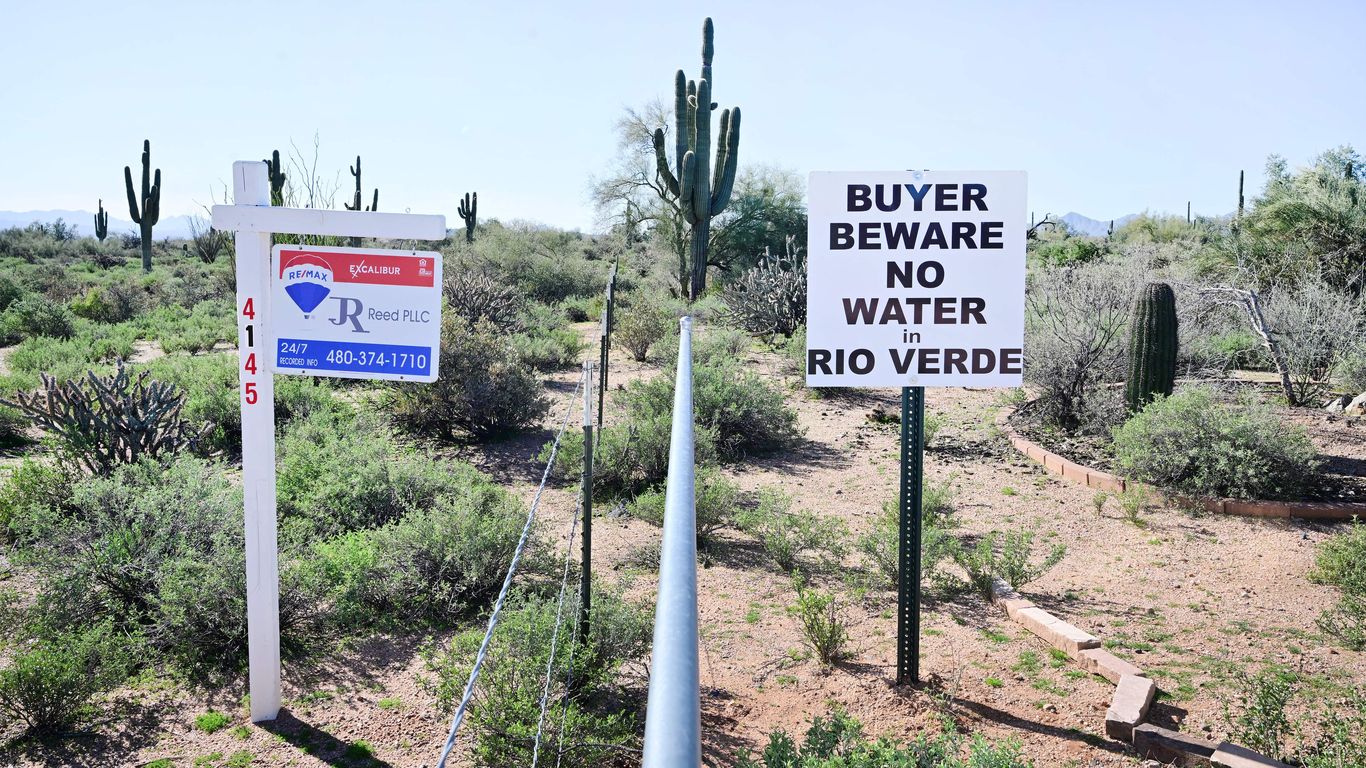 RE/MAX
EXCALIBUR
JR Reed PLLC
24/7
RECORDED INFO
480-374-1710
4
1
4
5
BUYER
BEWARE
NO
WATER
in
RIO VERDE